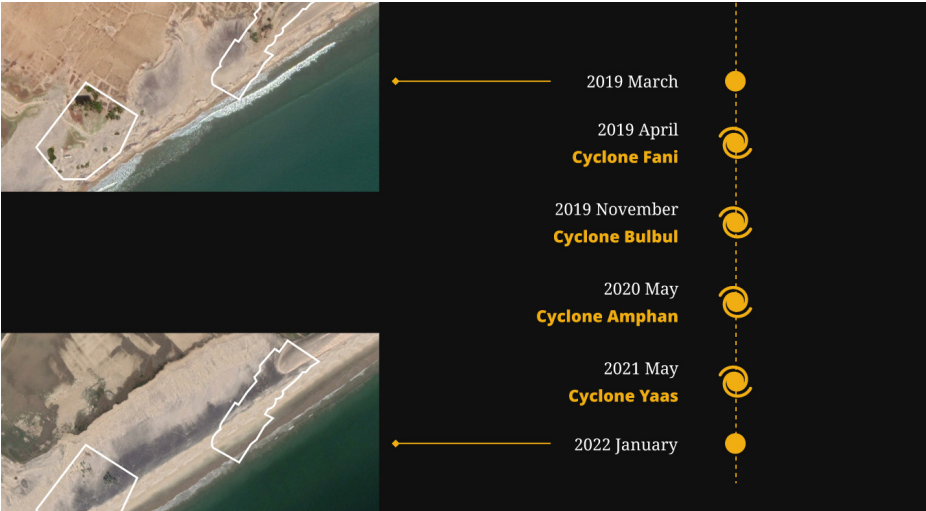 2019 March
2019 April
Cyclone Fani
2019 November
Cyclone Bulbul
2020 May
Cyclone Amphan
2021 May
Cyclone Yaas
2022 January